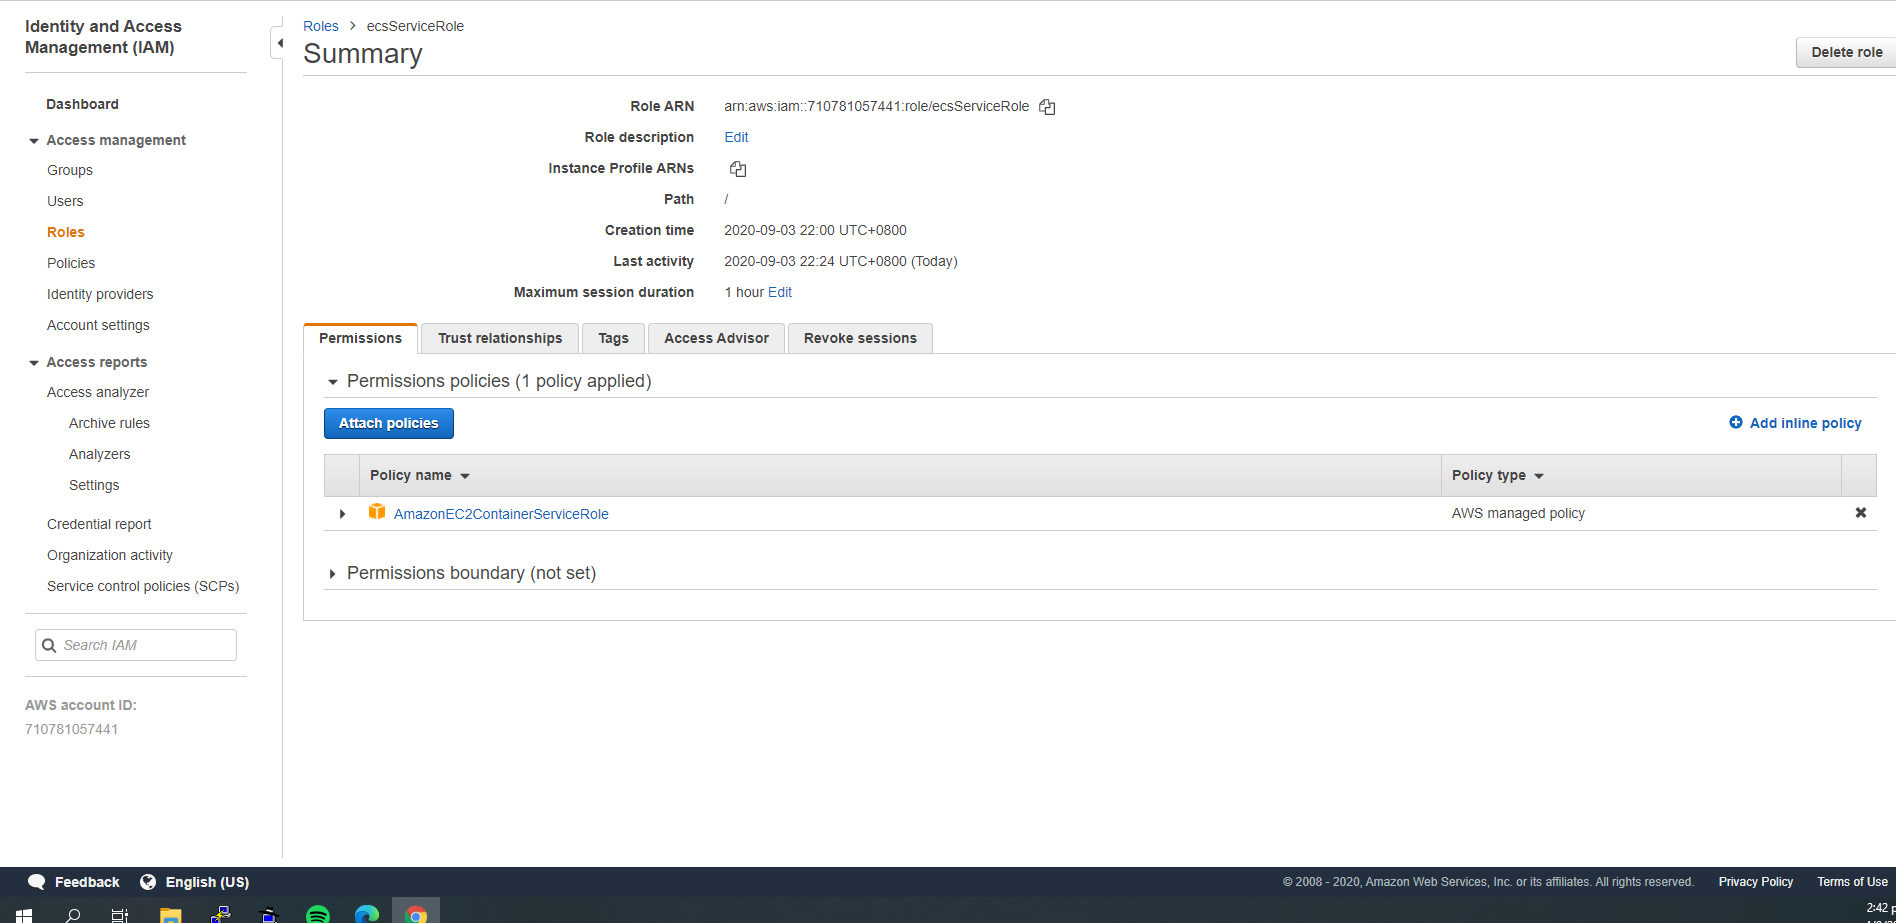 Identity and Access
Management (IAM)
Dashboard
Access management
Groups
Users
Roles
Policies
Identity providers
Account settings
Access reports
Access analyzer
Archive rules
Analyzers
Settings
Credential report
Organization activity
Service control policies (SCPs)
Search IAM
AWS account ID:
710781057441
Roles > ecsServiceRole
Summary
Delete role
Role ARN arn:aws:iam::710781057441:role/ecsServiceRole
Role description Edit
Instance Profile ARNs
Path /
Creation time 2020-09-03 22:00 UTC+0800
Last activity 2020-09-03 22:24 UTC+0800 (Today)
Maximum session duration 1 hour Edit
Permissions Trust relationships Tags Access Advisor Revoke sessions
Permissions policies (1 policy applied)
Attach policies Add inline policy
Policy name Policy type
AmazonEC2ContainerServiceRole AWS managed policy
Permissions boundary (not set)
Feedback English (US) © 2008 - 2020, Amazon Web Services, Inc. or its affiliates. All rights reserved. Privacy Policy Terms of Use
2:42 p